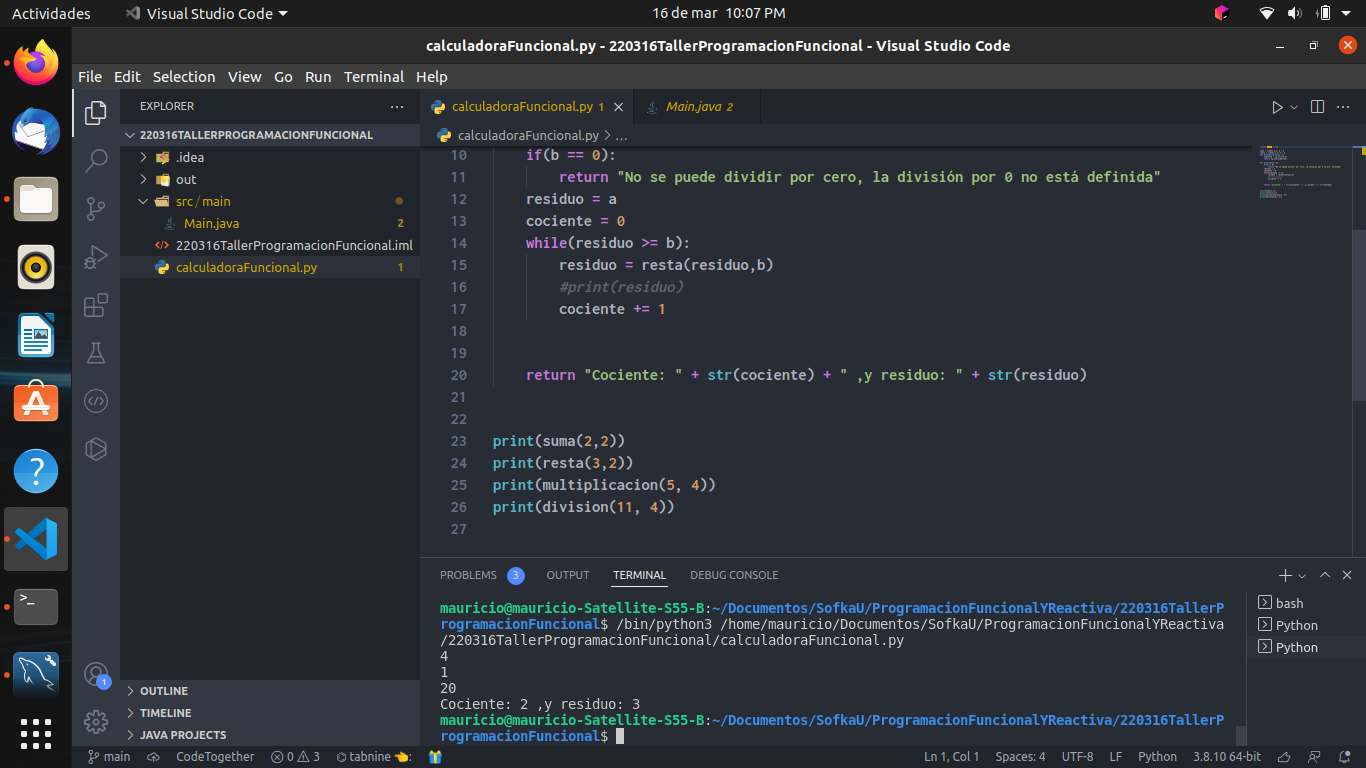 Actividades
Visual Studio Code
16 de mar 10:07 PM
calculadoraFuncional.py - 220316TallerProgramacionFuncional - Visual Studio Code
File Edit Selection View Go Run Terminal Help
EXPLORER
220316TALLERPROGRAMACIONFUNCIONAL
.idea
out
src/main
Main.java 2
220316TallerProgramacionFuncional.iml
calculadoraFuncional.py 1
OUTLINE
TIMELINE
JAVA PROJECTS
calculadoraFuncional.py 1
Main.java 2
calculadoraFuncional.py > ...
10 if(b == 0):
11 return "No se puede dividir por cero, la división por 0 no está definida"
12 residuo = a
13 cociente = 0
14 while(residuo >= b):
15 residuo = resta(residuo,b)
16 #print(residuo)
17 cociente += 1
18
19
20 return "Cociente: " + str(cociente) + " ,y residuo: " + str(residuo)
21
22
23 print(suma(2,2))
24 print(resta(3,2))
25 print(multiplicacion(5, 4))
26 print(division(11, 4))
27
PROBLEMS 3 OUTPUT TERMINAL DEBUG CONSOLE
mauricio@mauricio-Satellite-S55-B:~/Documentos/SofkaU/ProgramacionFuncionalYReactiva/220316TallerP
rogramacionFuncional$ /bin/python3 /home/mauricio/Documentos/SofkaU/ProgramacionFuncionalYReactiva
/220316TallerProgramacionFuncional/calculadoraFuncional.py
4
1
20
Cociente: 2 ,y residuo: 3
mauricio@mauricio-Satellite-S55-B:~/Documentos/SofkaU/ProgramacionFuncionalYReactiva/220316TallerP
rogramacionFuncional$
bash
Python
Python
1
main CodeTogether 0 3 tabnine Ln 1, Col 1 Spaces: 4 UTF-8 LF Python 3.8.10 64-bit